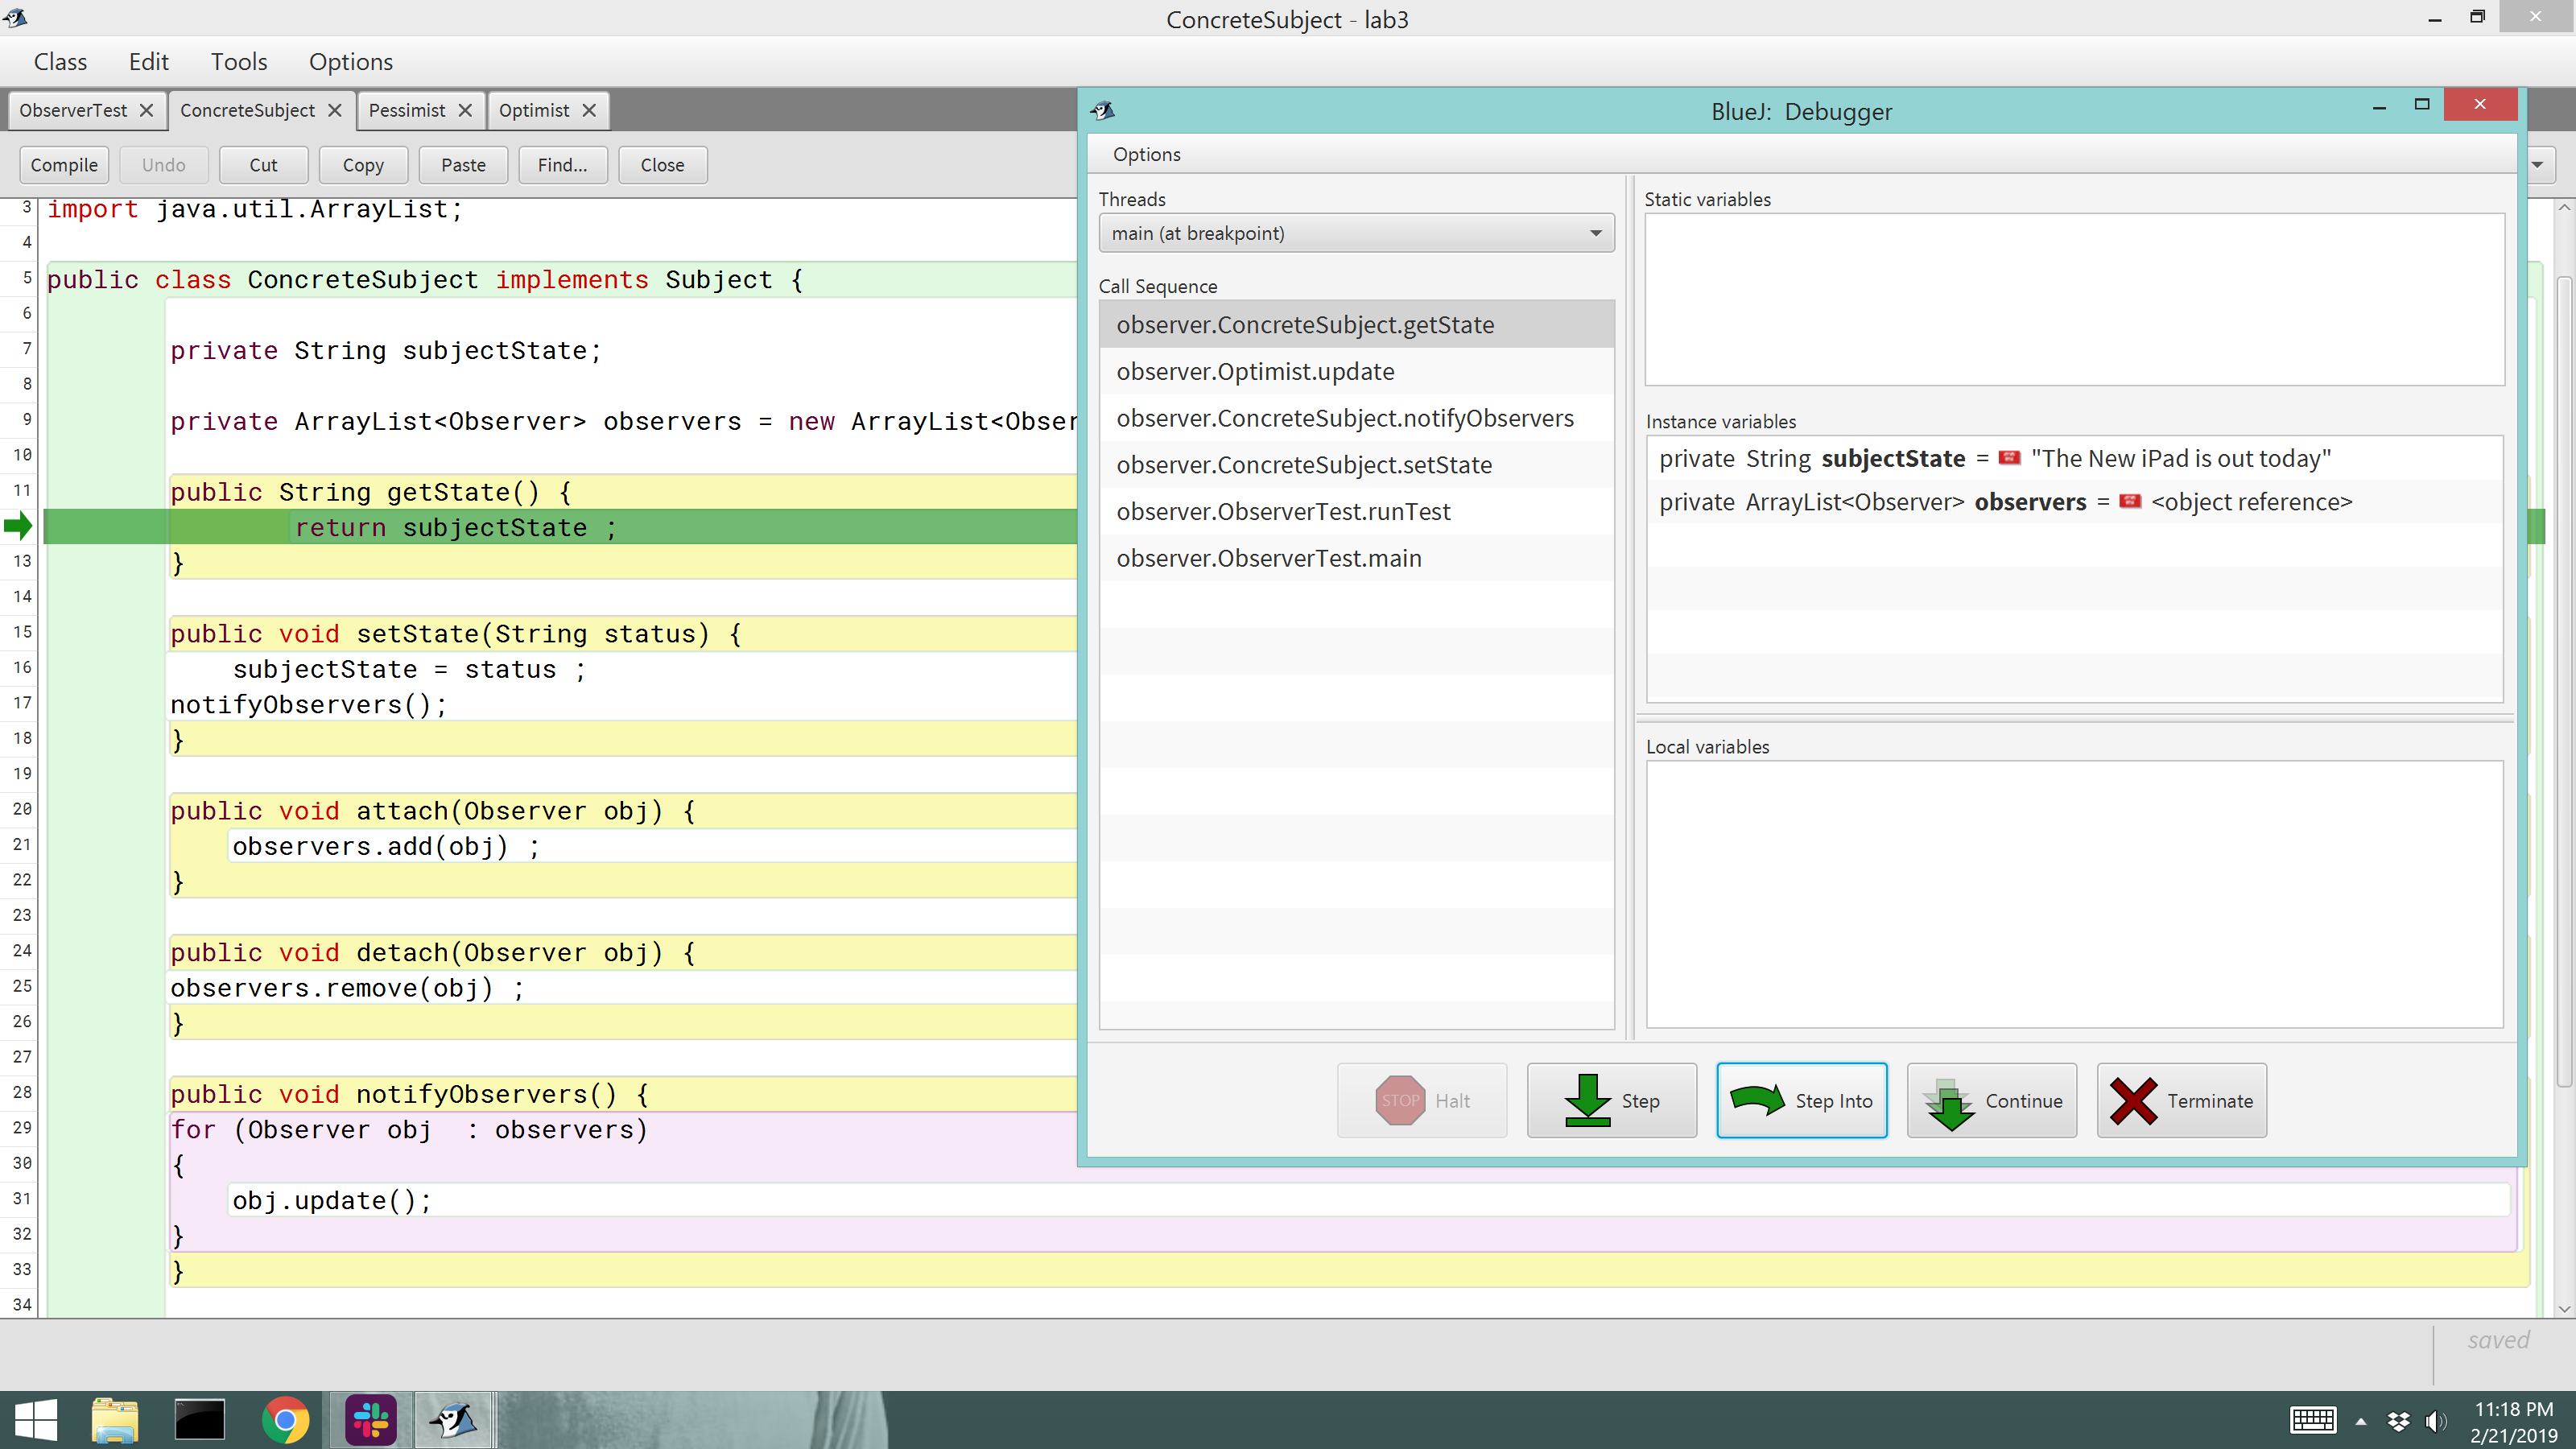 ConcreteSubject - lab3
Class Edit Tools Options
ObserverTest ConcreteSubject Pessimist Optimist
Compile Undo Cut Copy Paste Find... Close
3 import java.util.ArrayList;
4
5 public class ConcreteSubject implements Subject {
6
7 private String subjectState;
8
9 private ArrayList<Observer> observers = new ArrayList<Obser
10
11 public String getState() {
return subjectState ;
13 }
14
15 public void setState(String status) {
16 subjectState = status ;
17 notifyObservers();
18 }
19
20 public void attach(Observer obj) {
21 observers.add(obj) ;
22 }
23
24 public void detach(Observer obj) {
25 observers.remove(obj) ;
26 }
27
28 public void notifyObservers() {
29 for (Observer obj  : observers)
30 {
31 obj.update();
32 }
33 }
34
BlueJ:  Debugger
Options
Threads
main (at breakpoint)
Call Sequence
observer.ConcreteSubject.getState
observer.Optimist.update
observer.ConcreteSubject.notifyObservers
observer.ConcreteSubject.setState
observer.ObserverTest.runTest
observer.ObserverTest.main
Static variables
Instance variables
private String subjectState = "The New iPad is out today"
private ArrayList<Observer> observers = <object reference>
Local variables
STOP Halt Step Step Into Continue Terminate
saved
11:18 PM
2/21/2019